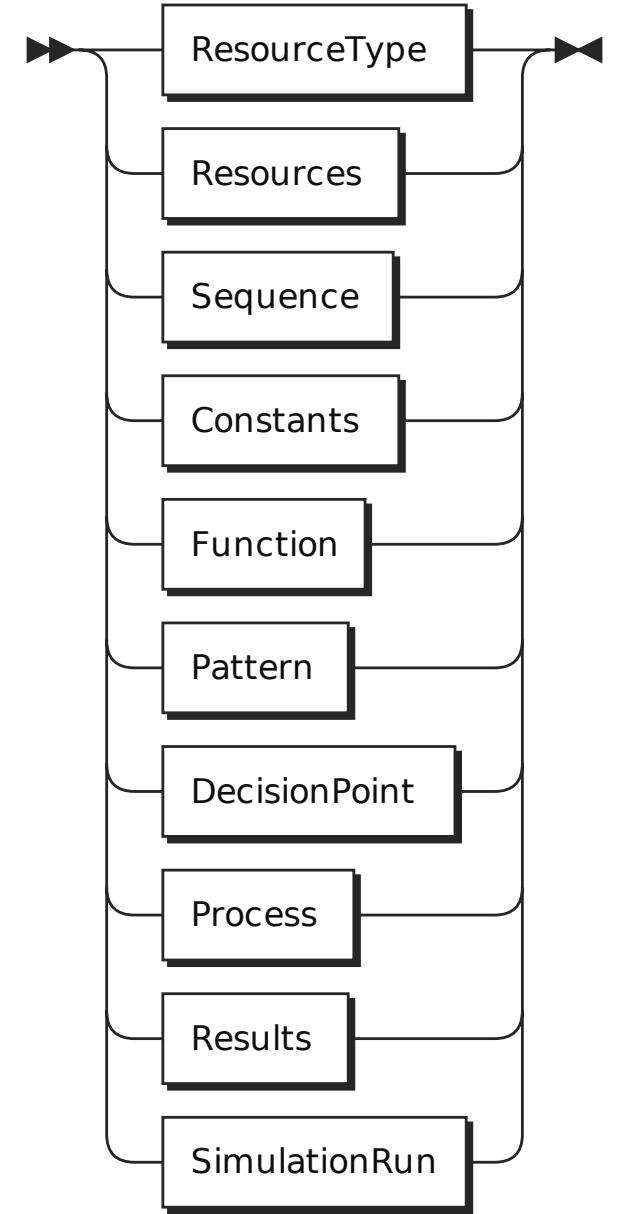 ResourceType
Resources
Sequence
Constants
Function
Pattern
DecisionPoint
Process
Results
SimulationRun